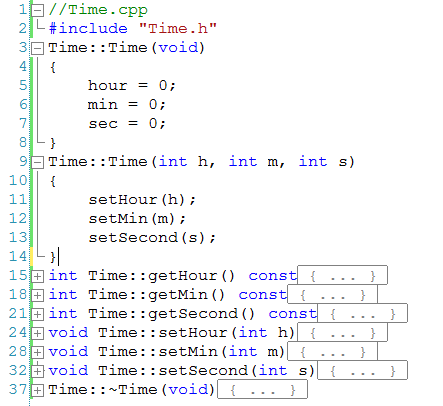 1 //Time.cpp
2 #include "Time.h"
3 Time::Time(void)
4 {
5     hour = 0;
6     min = 0;
7     sec = 0;
8 }
9 Time::Time(int h, int m, int s)
10 {
11     setHour(h);
12     setMin(m);
13     setSecond(s);
14 }
15 int Time::getHour() const { ... }
18 int Time::getMin() const { ... }
21 int Time::getSecond() const { ... }
24 void Time::setHour(int h) { ... }
28 void Time::setMin(int m) { ... }
32 void Time::setSecond(int s) { ... }
37 Time::~Time(void) { ... }